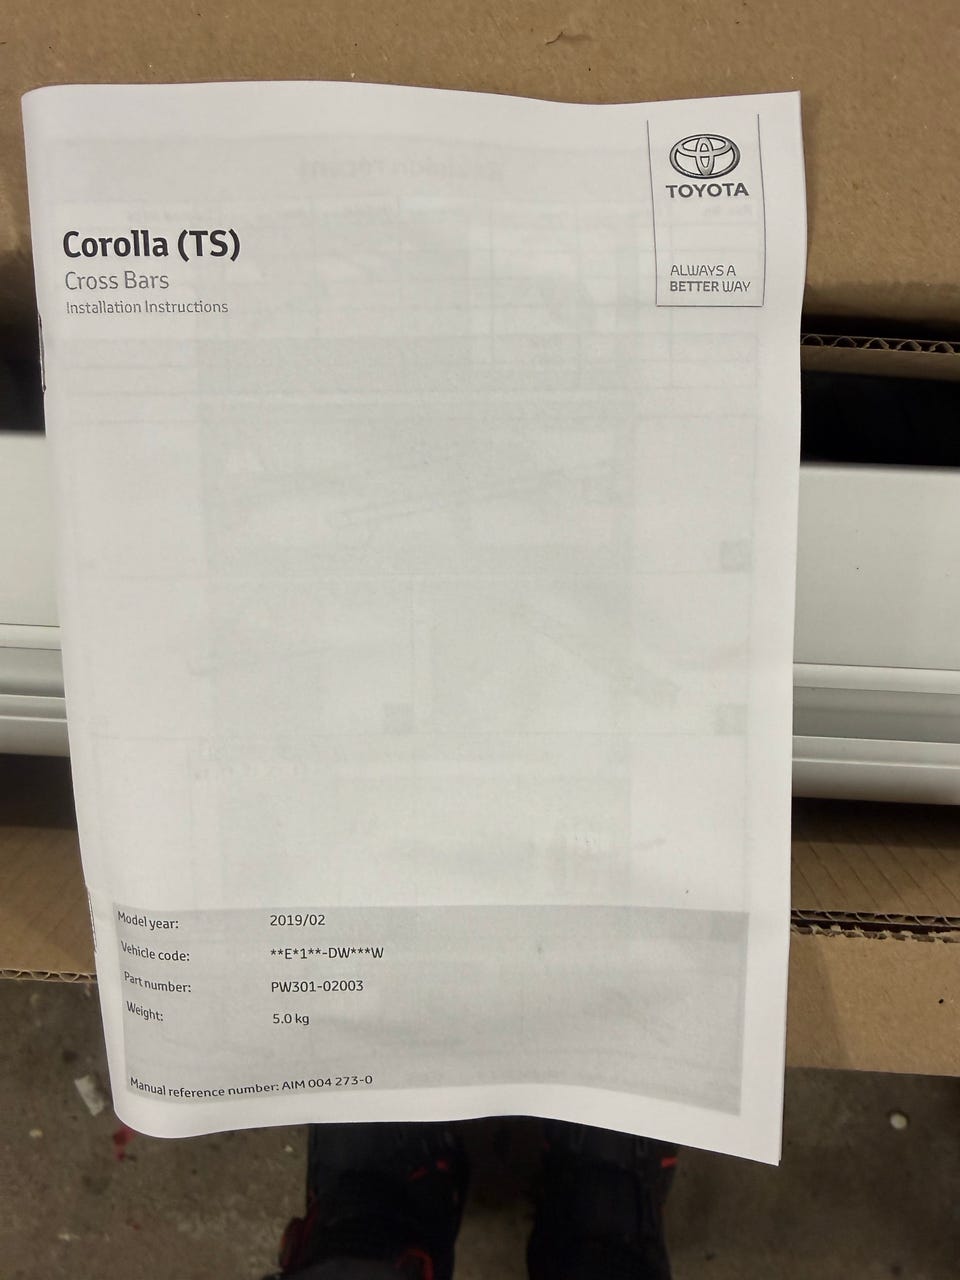 TOYOTA
ALWAYS A
BETTER WAY
Corolla (TS)
Cross Bars
Installation Instructions
Model year: 2019/02
Vehicle code: **E*1**-DW***W
Part number: PW301-02003
Weight: 5.0 kg
Manual reference number: AIM 004 273-0